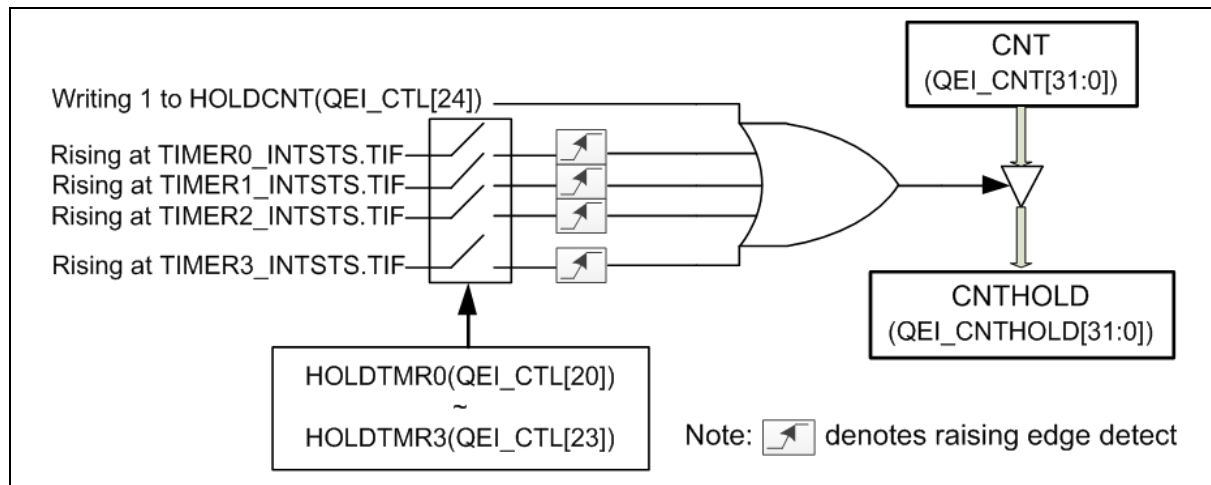 CNT
(QEI_CNT[31:0])
Writing 1 to HOLDCNT(QEI_CTL[24])
Rising at TIMER0_INTSTS.TIF
Rising at TIMER1_INTSTS.TIF
Rising at TIMER2_INTSTS.TIF
Rising at TIMER3_INTSTS.TIF
CNTHOLD
(QEI_CNTHOLD[31:0])
HOLDTMR0(QEI_CTL[20])
~
HOLDTMR3(QEI_CTL[23])
Note: denotes raising edge detect